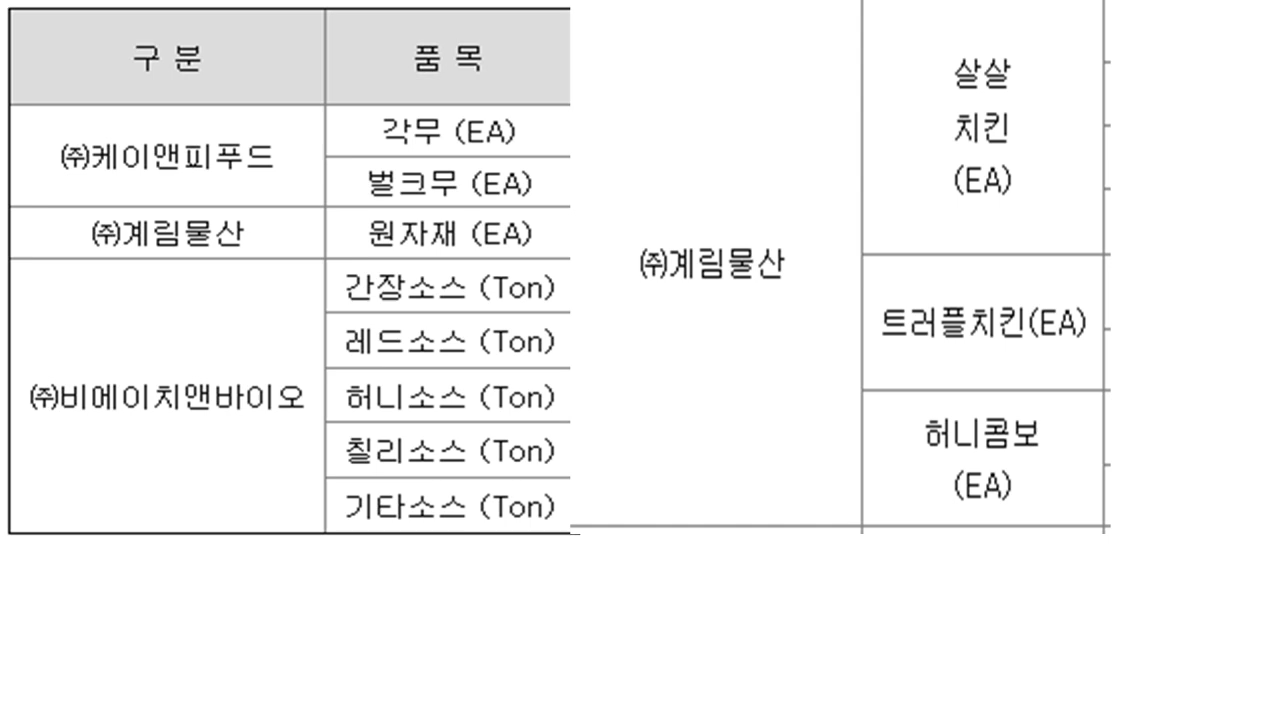 구 분 품 목
㈜케이앤피푸드 각무 (EA)
벌크무 (EA)
㈜계림물산 원자재 (EA)
㈜비에이치앤바이오 간장소스 (Ton)
레드소스 (Ton)
허니소스 (Ton)
칠리소스 (Ton)
기타소스 (Ton)
㈜계림물산
살살
치킨
(EA)
트러플치킨(EA)
허니콤보
(EA)